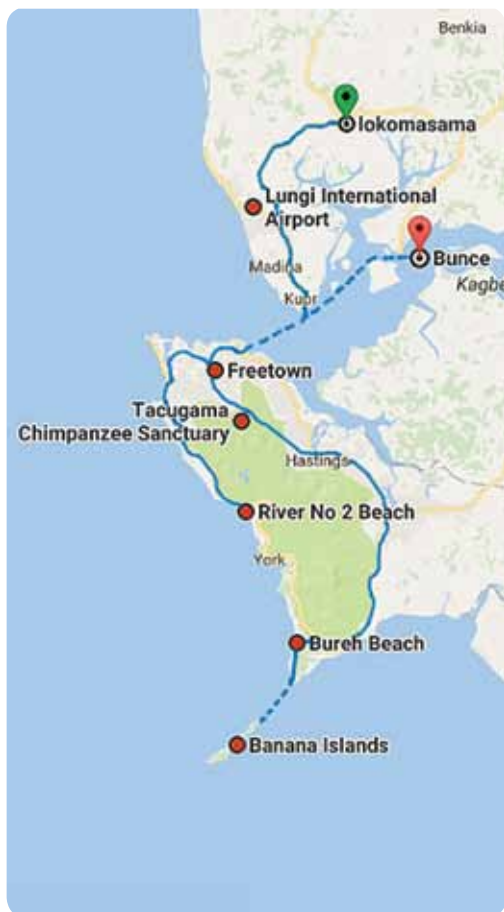 Benkia
lokomasama
Lungi International
Airport
Madina
Bunce
Kagbe
Kupr
Freetown
Tacugama
Chimpanzee Sanctuary
Hastings
River No 2 Beach
York
Bureh Beach
Banana Islands